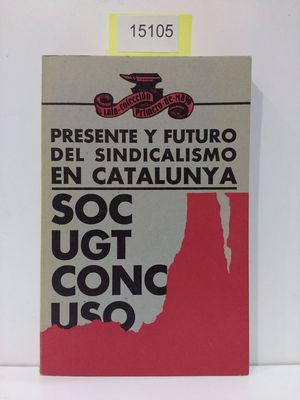 15105
Laia-colección
Primero-de-Mayo
PRESENTE Y FUTURO
DEL SINDICALISMO
EN CATALUNYA
SOC
UGT
CONC
USO